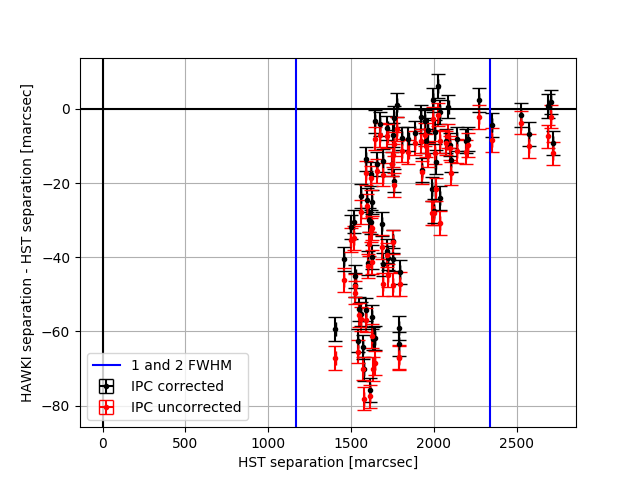 HAWKI separation - HST separation [marcsec]
0
−20
−40
−60
−80
1 and 2 FWHM
IPC corrected
IPC uncorrected
0 500 1000 1500 2000 2500
HST separation [marcsec]